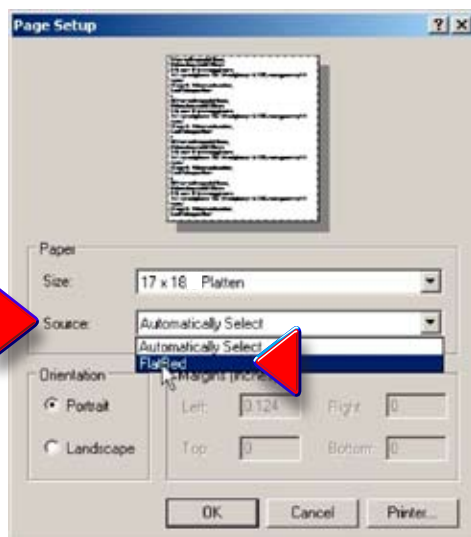 Page Setup
Paper
Size: 17 x 18 Platten
Source: Automatically Select
Automatically Select
FlatBed
Orientation
Margins
Portrait
Left: 0.124 Right: 0
Landscape
Top: 0 Bottom: 0
OK Cancel Printer...